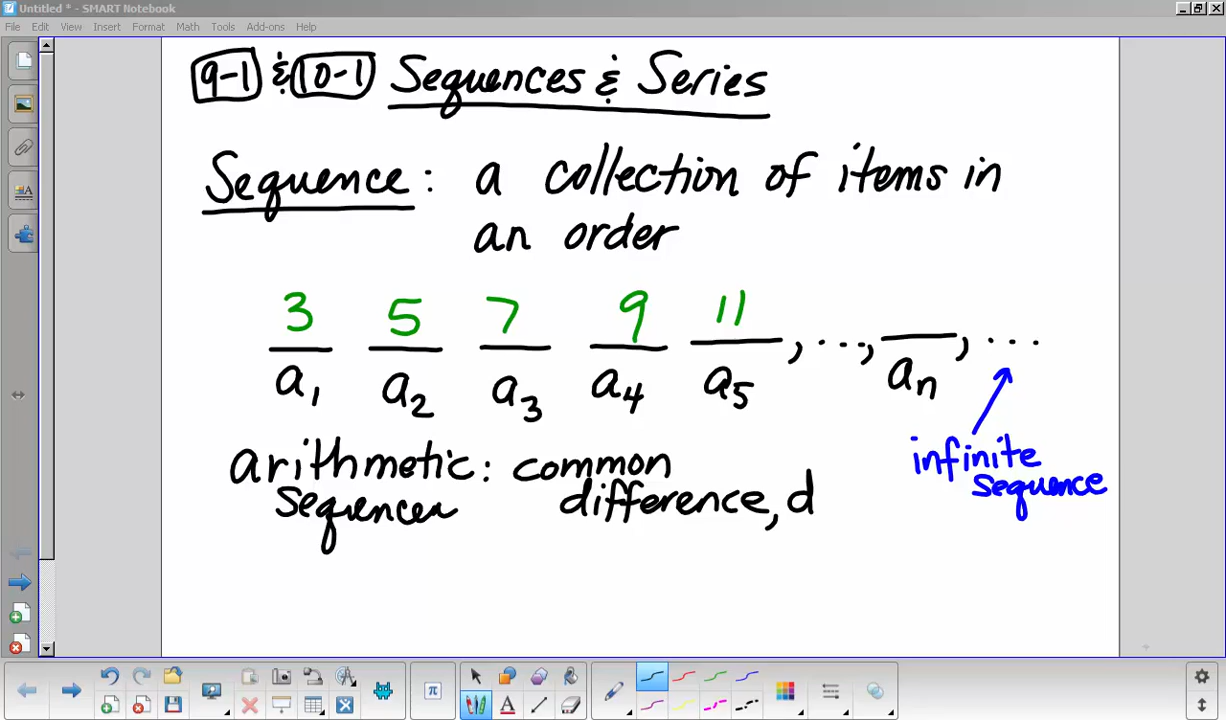 Untitled * - SMART Notebook
File Edit View Insert Format Math Tools Add-ons Help
9-1 & 10-1 Sequences & Series
Sequence: a collection of items in
an order
3 5 7 9 11
a₁ a₂ a₃ a₄ a₅ , ..., aₙ , ...
infinite
sequence
arithmetic: common
sequences difference, d